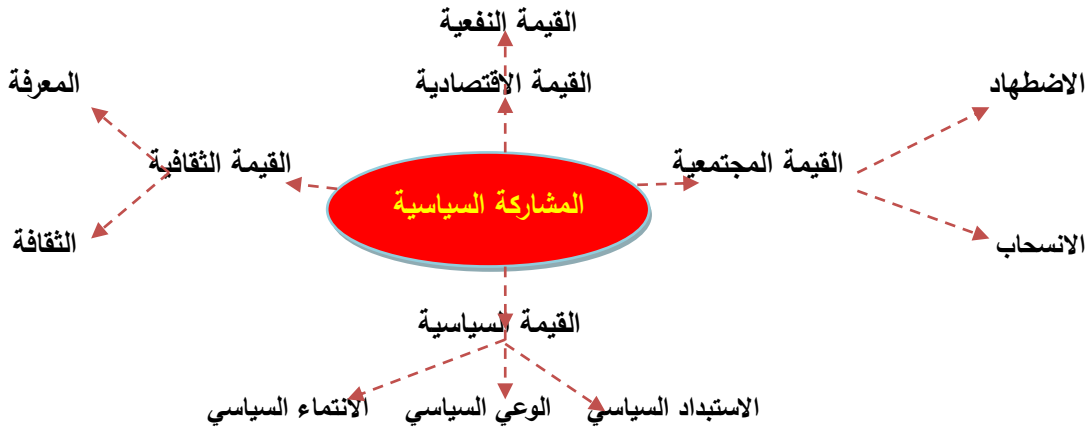 القيمة النفعية
المعرفة القيمة الاقتصادية الاضطهاد
القيمة الثقافية القيمة المجتمعية
المشاركة السياسية
الثقافة الانسحاب
القيمة السياسية
الاستبداد السياسي الوعي السياسي الانتماء السياسي